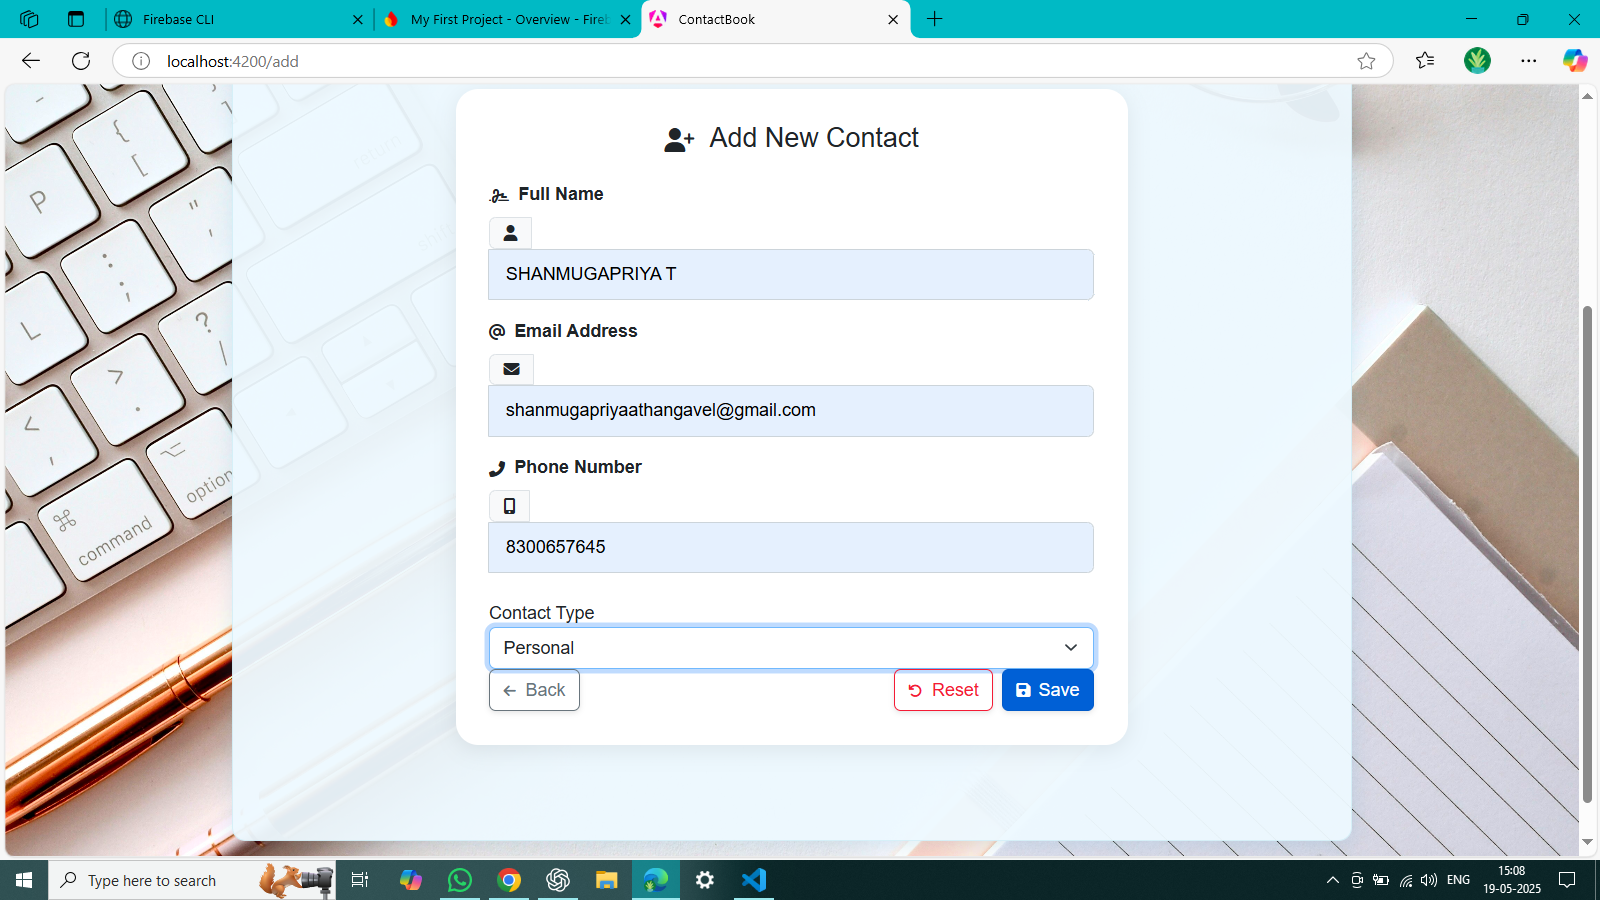 Firebase CLI
My First Project - Overview - Fireb
ContactBook
localhost:4200/add
Add New Contact
Full Name
SHANMUGAPRIYA T
Email Address
shanmugapriyaathangavel@gmail.com
Phone Number
8300657645
Contact Type
Personal
Back
Reset
Save
return
shift
P
{
[
"
'
:
;
L
?
/
>
.
<
,
option
command
Type here to search
ENG
15:08
19-05-2025